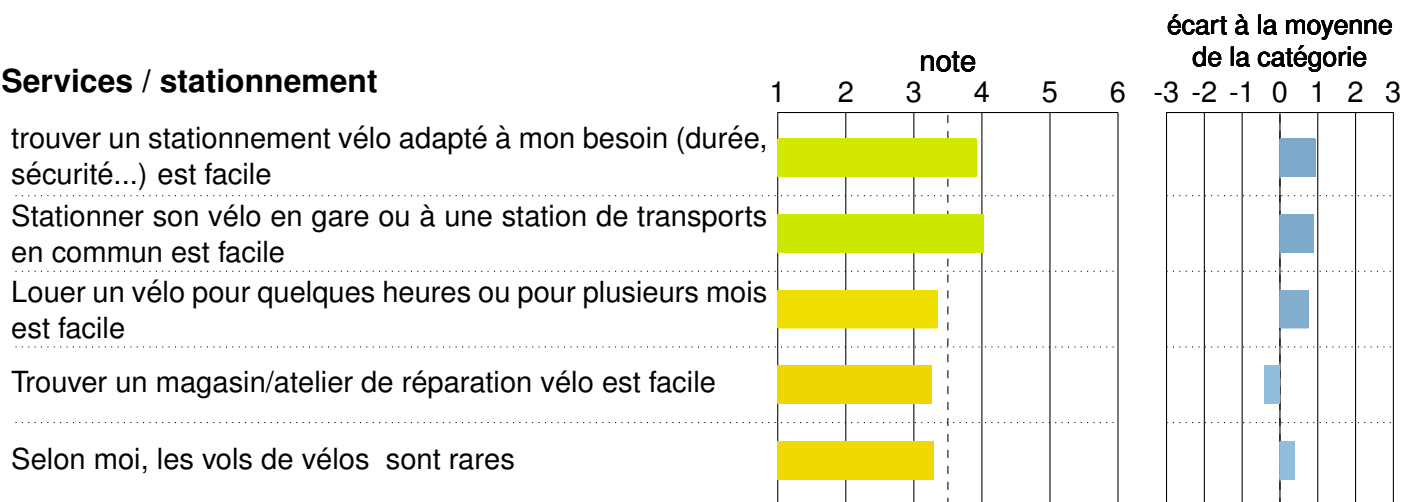 écart à la moyenne
de la catégorie
note
Services / stationnement
1 2 3 4 5 6 -3 -2 -1 0 1 2 3
trouver un stationnement vélo adapté à mon besoin (durée,
sécurité...) est facile
Stationner son vélo en gare ou à une station de transports
en commun est facile
Louer un vélo pour quelques heures ou pour plusieurs mois
est facile
Trouver un magasin/atelier de réparation vélo est facile
Selon moi, les vols de vélos sont rares